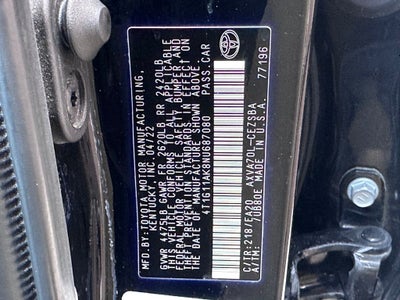 MFD.BY: TOYOTA MOTOR MANUFACTURING,
KENTUCKY, INC. 04/22
GVWR 4475LB GAWR FR 2620LB RR 2420LB
THIS VEHICLE CONFORMS TO ALL APPLICABLE
FEDERAL MOTOR VEHICLE SAFETY, BUMPER, AND
THEFT PREVENTION STANDARDS IN EFFECT ON
THE DATE OF MANUFACTURE SHOWN ABOVE.
4T1G11AK0NU687080 PASS. CAR
C/TR: 218/EA20 AXVA70L-CEZSBA
A/TM: /UB80E MADE IN U.S.A.
77196